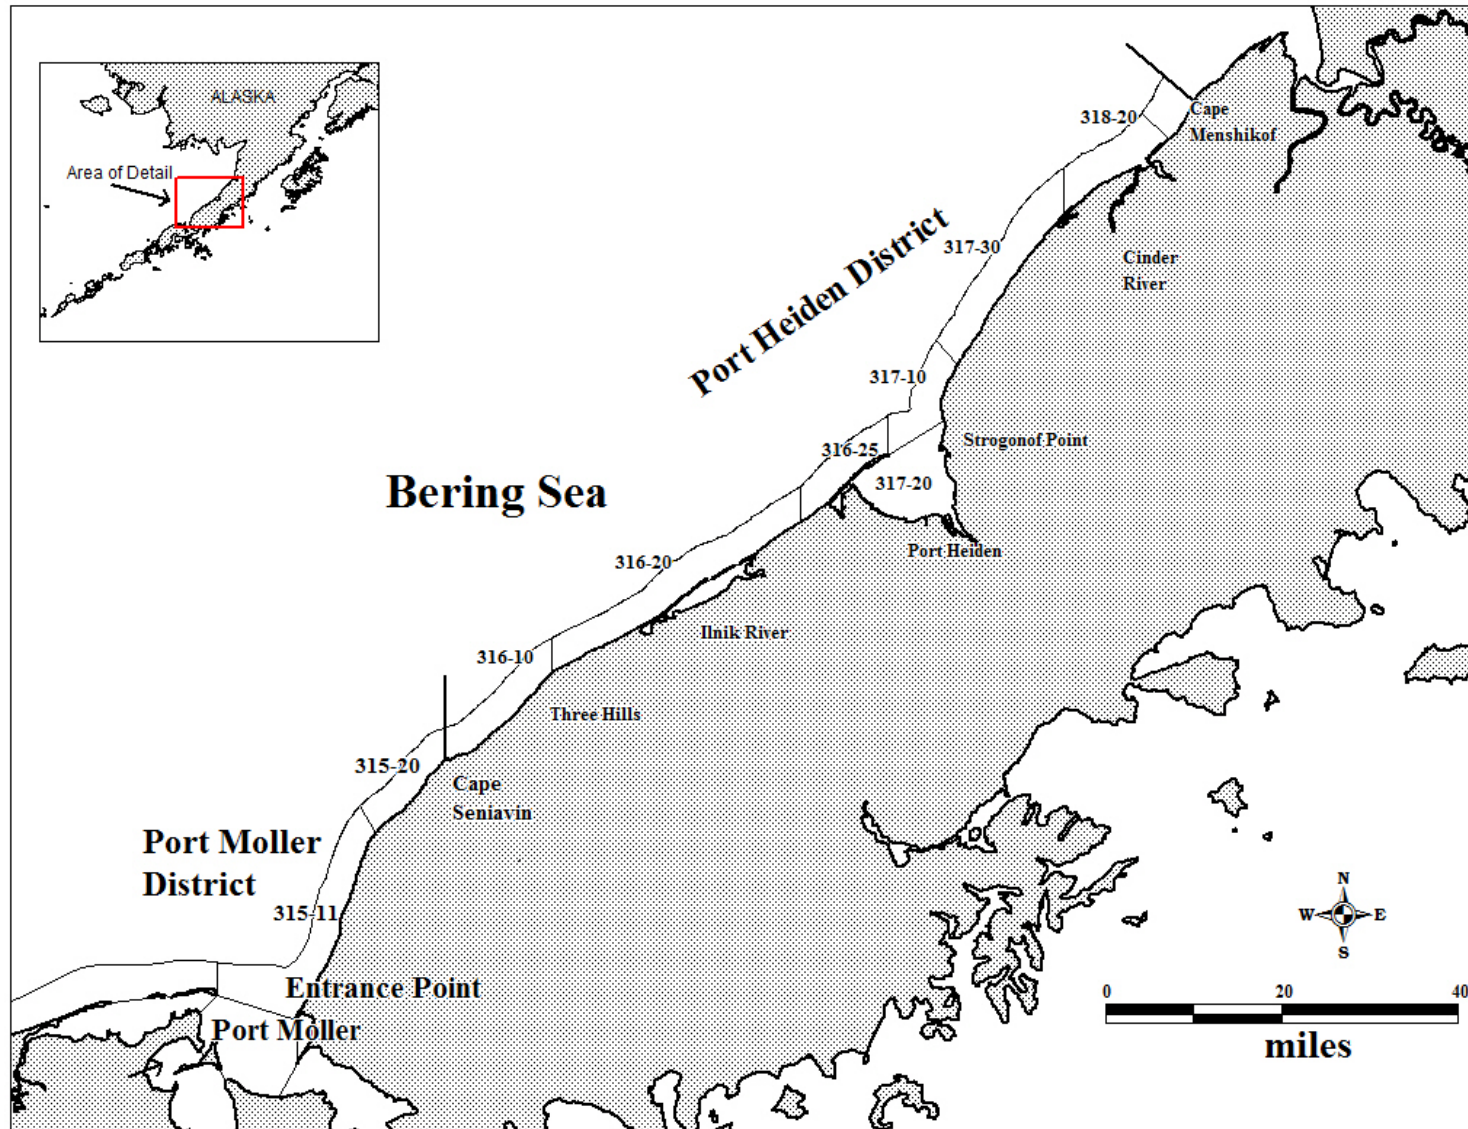 ALASKA
Area of Detail
318-20
Cape
Menshikof
317-30
Cinder
River
Port Heiden District
317-10
Strogonof Point
316-25
317-20
Bering Sea
Port Heiden
316-20
Ilnik River
316-10
Three Hills
315-20
Cape
Seniavin
Port Moller
District
315-11
Entrance Point
Port Moller
N
W E
S
0 20 40
miles